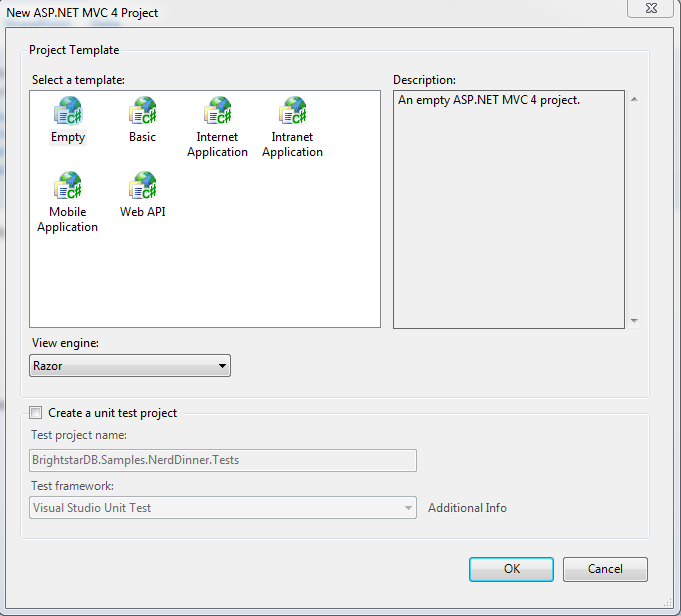 New ASP.NET MVC 4 Project
Project Template
Select a template:
Description:
Empty
Basic
Internet Application
Intranet Application
Mobile Application
Web API
An empty ASP.NET MVC 4 project.
View engine:
Razor
Create a unit test project
Test project name:
BrightstarDB.Samples.NerdDinner.Tests
Test framework:
Visual Studio Unit Test
Additional Info
OK
Cancel